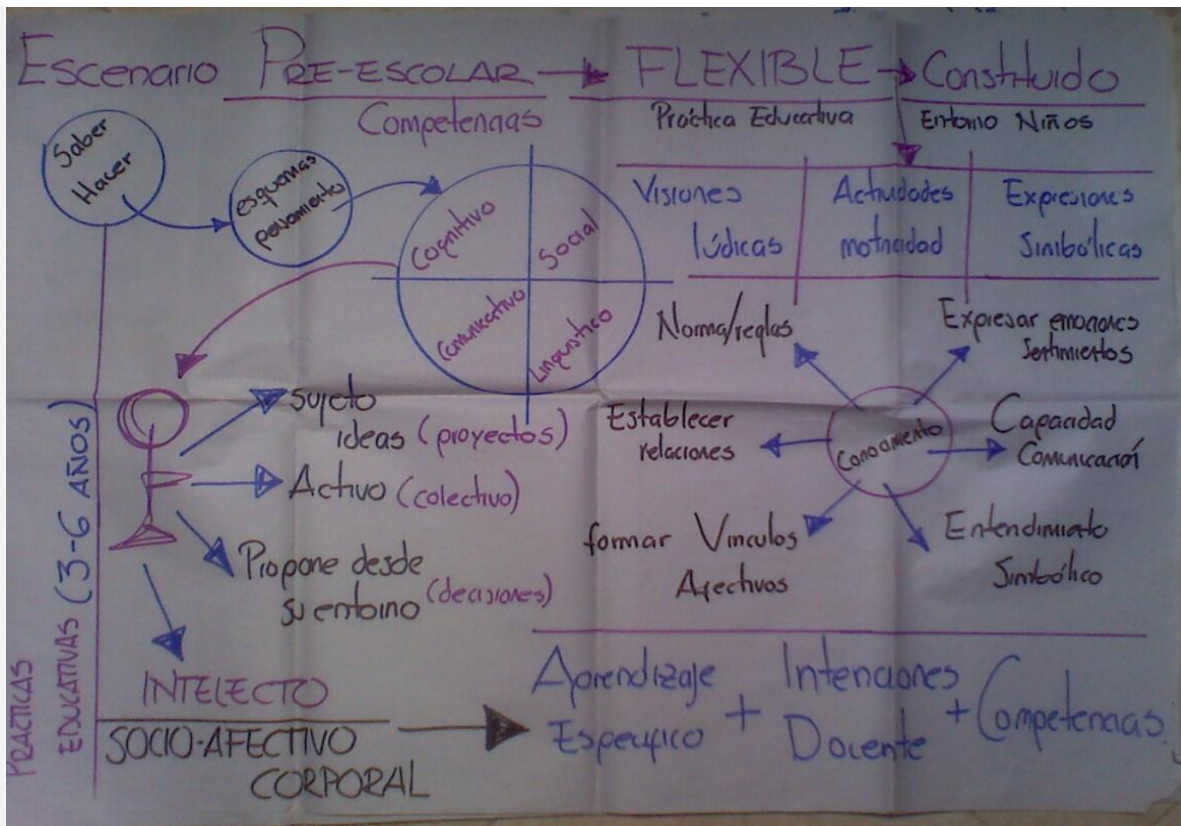 Escenario PRE-ESCOLAR FLEXIBLE Constituido
Competencias
Práctica Educativa
Entorno Niños
Saber
Hacer
esquemas
pensamiento
Cognitivo
Social
Comunicativo
Lingüístico
Visiones
lúdicas
Actividades
motricidad
Expresiones
Simbólicas
Norma/reglas
Expresar emociones
Sentimientos
Establecer
relaciones
Conocimiento
Capacidad
Comunicación
formar Vinculos
Afectivos
Entendimiento
Simbólico
PRACTICAS
EDUCATIVAS (3-6 AÑOS)
Sujeto
ideas (proyectos)
Activo (colectivo)
Propone desde
su entorno (decisiones)
INTELECTO
SOCIO-AFECTIVO
CORPORAL
Aprendizaje
Especifico
+
Intenciones
Docente
+ Competencias.